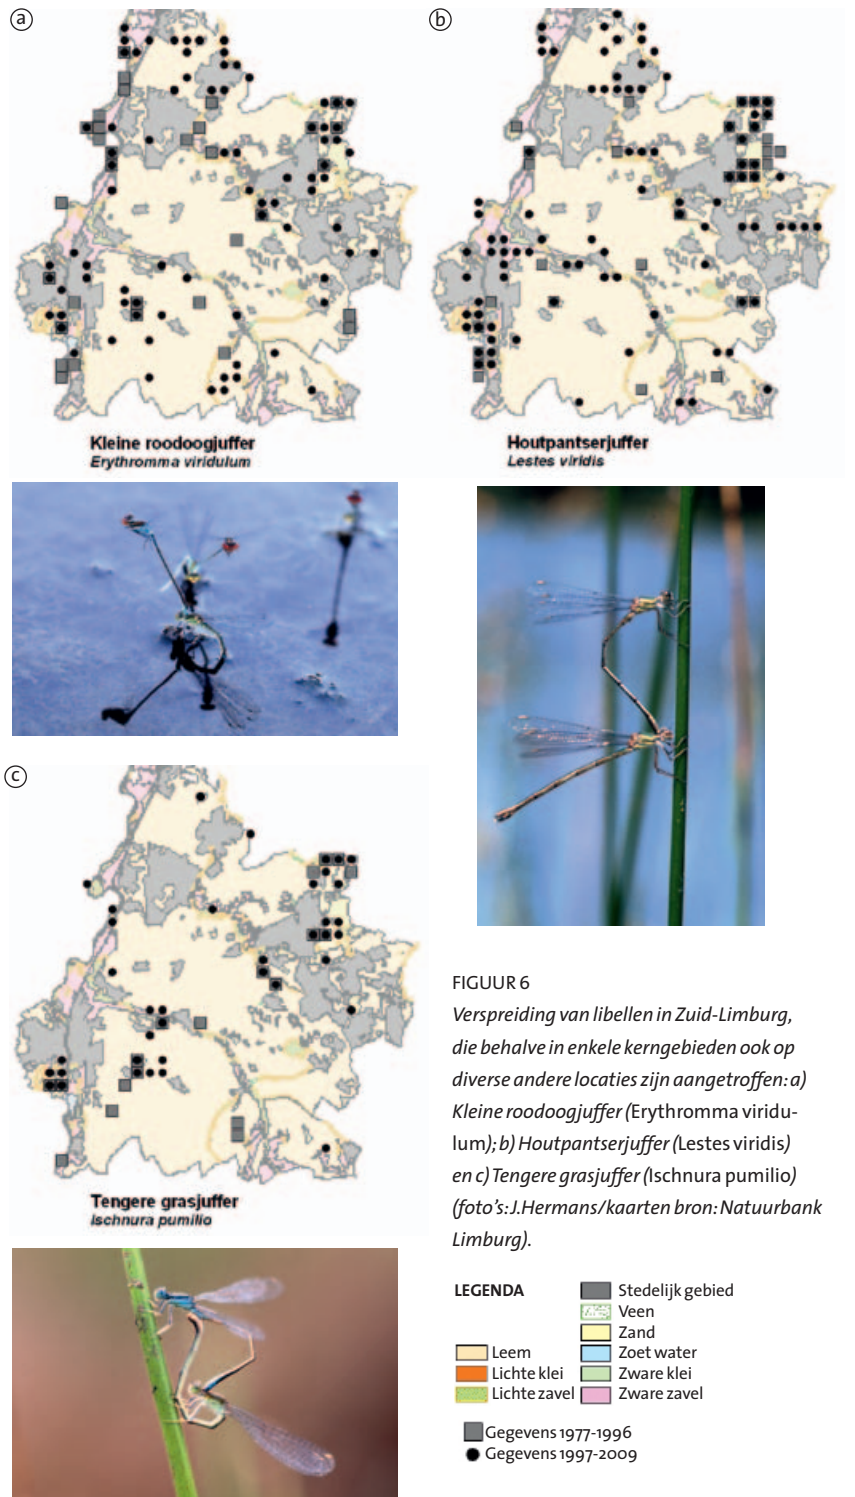 a
b
Kleine roodoogjuffer
Erythromma viridulum
Houtpantserjuffer
Lestes viridis
c
Tengere grasjuffer
Ischnura pumilio
FIGUUR 6
Verspreiding van libellen in Zuid-Limburg,
die behalve in enkele kerngebieden ook op
diverse andere locaties zijn aangetroffen: a)
Kleine roodoogjuffer (Erythromma viridu-
lum); b) Houtpantserjuffer (Lestes viridis)
en c) Tengere grasjuffer (Ischnura pumilio)
(foto's: J. Hermans/kaarten bron: Natuurbank
Limburg).
LEGENDA
Stedelijk gebied
Veen
Zand
Leem
Zoet water
Lichte klei
Zware klei
Lichte zavel
Zware zavel
Gegevens 1977-1996
Gegevens 1997-2009